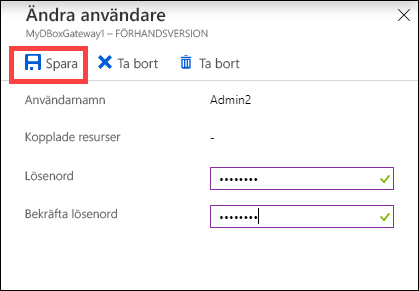 Ändra användare
MyDBoxGateway1 – FÖRHANDSVERSION
Spara Ta bort Ta bort
Användarnamn Admin2
Kopplade resurser -
Lösenord ••••••••
Bekräfta lösenord ••••••••